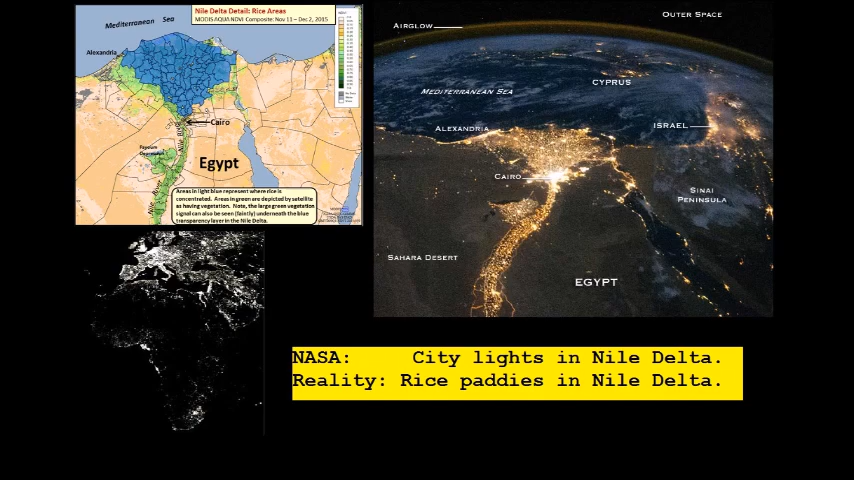 Nile Delta Detail: Rice Areas
MODIS AQUA NDVI Composite: Nov 11 – Dec 2, 2015
Mediterranean Sea
Alexandria
Cairo
Nile River
Fayoum
Depression
Egypt
Areas in light blue represent where rice is
concentrated. Areas in green are depicted by satellite
as having vegetation. Note, the large green vegetation
signal can also be seen (faintly) underneath the blue
transparency layer in the Nile Delta.
OUTER SPACE
AIRGLOW
CYPRUS
MEDITERRANEAN SEA
ALEXANDRIA
ISRAEL
CAIRO
SINAI
PENINSULA
SAHARA DESERT
EGYPT
NASA: City lights in Nile Delta.
Reality: Rice paddies in Nile Delta.